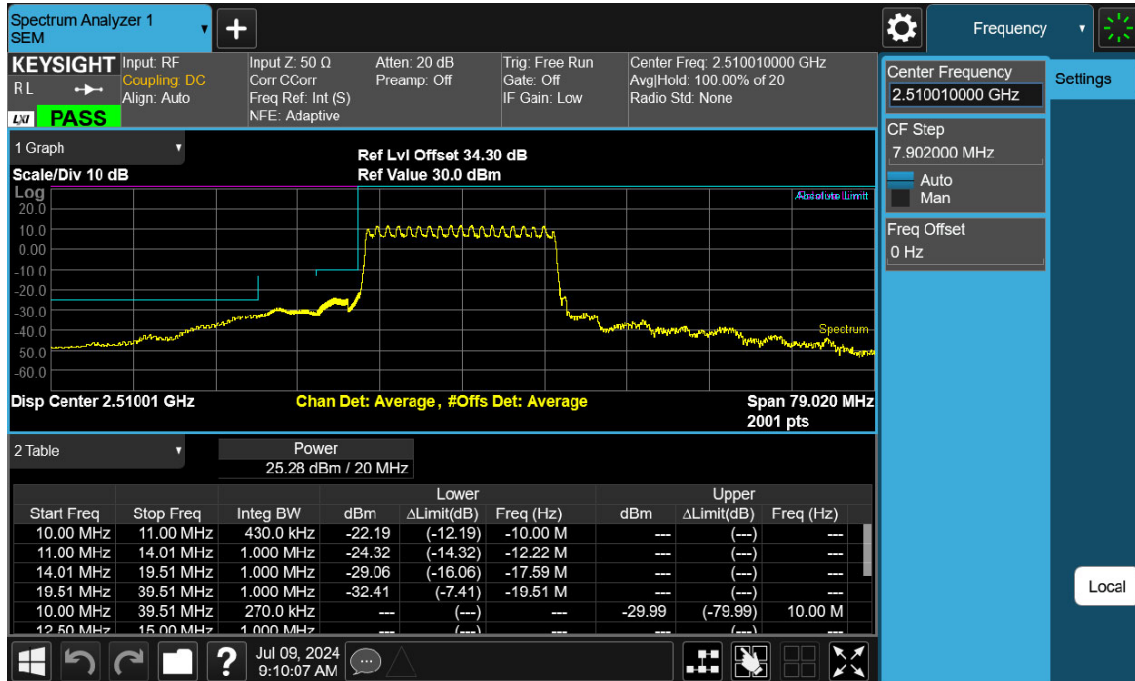 Spectrum Analyzer 1
SEM
Frequency
KEYSIGHT
RL
LXI
PASS
Input: RF
Coupling: DC
Align: Auto
Input Z: 50 Ω
Corr CCorr
Freq Ref: Int (S)
NFE: Adaptive
Atten: 20 dB
Preamp: Off
Trig: Free Run
Gate: Off
IF Gain: Low
Center Freq: 2.510010000 GHz
Avg|Hold: 100.00% of 20
Radio Std: None
Center Frequency
2.510010000 GHz
Settings
CF Step
7.902000 MHz
Auto
Man
Freq Offset
0 Hz
Local
1 Graph
Scale/Div 10 dB
Ref Lvl Offset 34.30 dB
Ref Value 30.0 dBm
Log
20.0
10.0
0.00
-10.0
-20.0
-30.0
-40.0
50.0
-60.0
Absolute Limit
Spectrum
Disp Center 2.51001 GHz
Chan Det: Average , #Offs Det: Average
Span 79.020 MHz
2001 pts
2 Table
Power
25.28 dBm / 20 MHz
Lower Upper
Start Freq Stop Freq Integ BW dBm ΔLimit(dB) Freq (Hz) dBm ΔLimit(dB) Freq (Hz)
10.00 MHz 11.00 MHz 430.0 kHz -22.19 (-12.19) -10.00 M --- (---) ---
11.00 MHz 14.01 MHz 1.000 MHz -24.32 (-14.32) -12.22 M --- (---) ---
14.01 MHz 19.51 MHz 1.000 MHz -29.06 (-16.06) -17.59 M --- (---) ---
19.51 MHz 39.51 MHz 1.000 MHz -32.41 (-7.41) -19.51 M --- (---) ---
10.00 MHz 39.51 MHz 270.0 kHz --- (---) --- -29.99 (-79.99) 10.00 M
12.50 MHz 15.00 MHz 1.000 MHz --- (---) --- --- (---) ---
?
Jul 09, 2024
9:10:07 AM